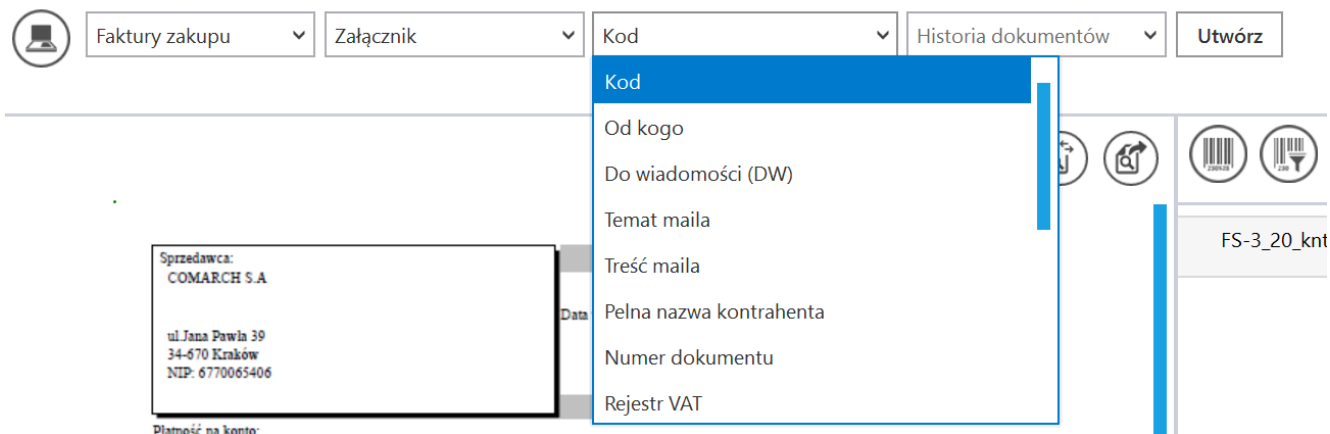 Faktury zakupu Załącznik Kod Historia dokumentów Utwórz
Kod
Od kogo
Do wiadomości (DW)
Temat maila
Treść maila
Pelna nazwa kontrahenta
Numer dokumentu
Rejestr VAT
230
FS-3_20_knt
Sprzedawca:
COMARCH S.A
Data
ul.Jana Pawła 39
34-670 Kraków
NIP: 6770065406
Płatność na konto: